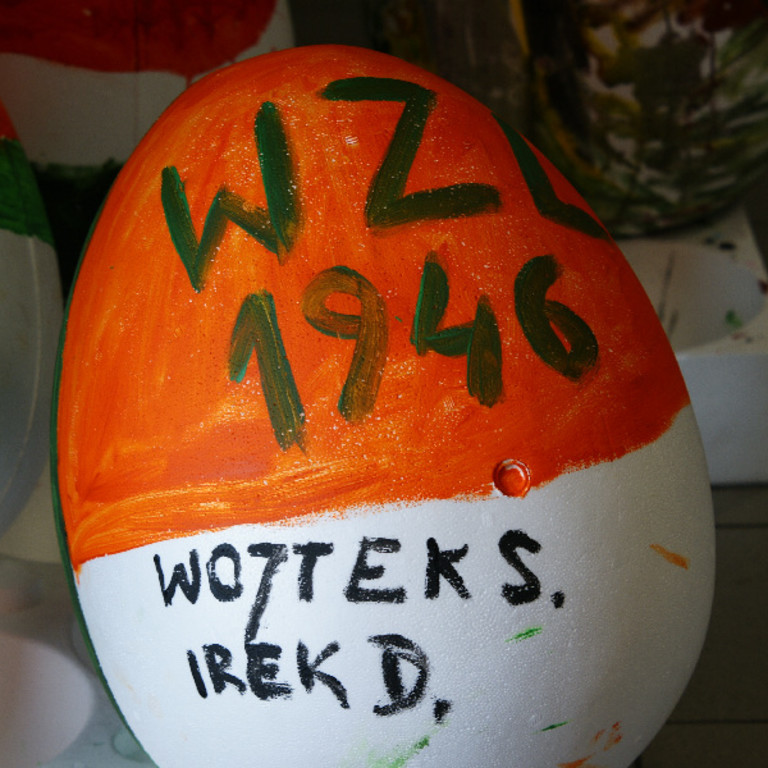 WZL
1946
WOJTEK S.
IREK D.